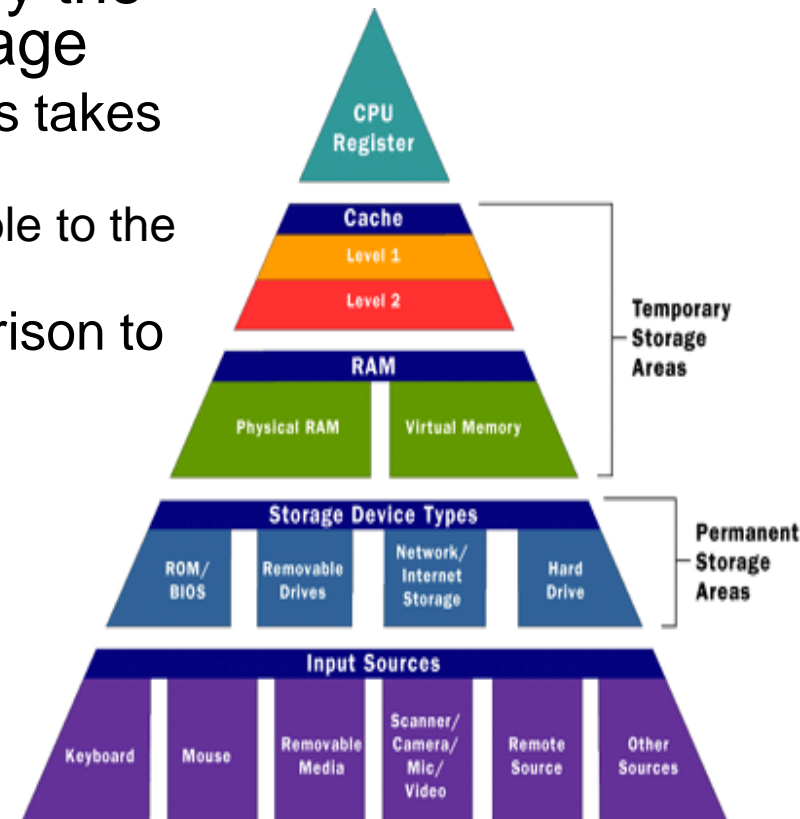 y the
age
s takes
ole to the
rison to
CPU
Register
Cache
Level 1
Level 2
Temporary
Storage
Areas
RAM
Physical RAM
Virtual Memory
Storage Device Types
ROM/
BIOS
Removable
Drives
Network/
Internet
Storage
Hard
Drive
Permanent
Storage
Areas
Input Sources
Keyboard
Mouse
Removable
Media
Scanner/
Camera/
Mic/
Video
Remote
Source
Other
Sources